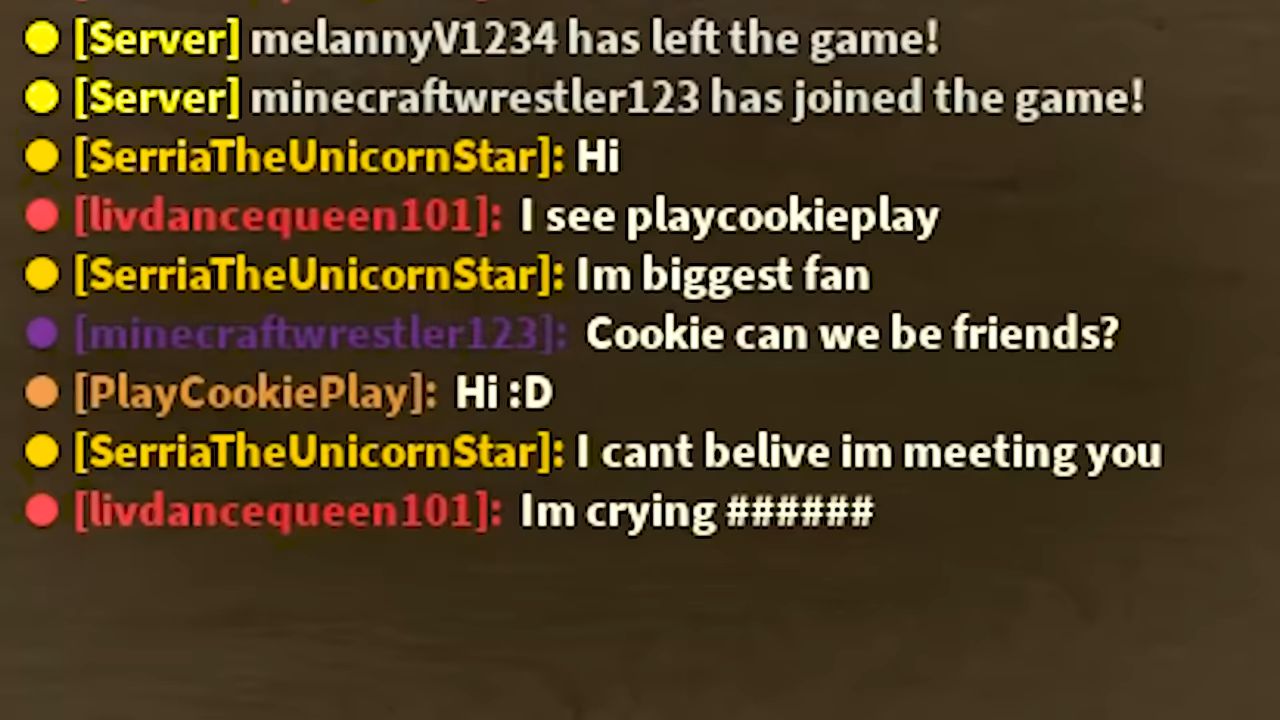 [Server] melannyV1234 has left the game!
[Server] minecraftwrestler123 has joined the game!
[SerriaTheUnicornStar]: Hi
[livdancequeen101]: I see playcookieplay
[SerriaTheUnicornStar]: Im biggest fan
[minecraftwrestler123]: Cookie can we be friends?
[PlayCookiePlay]: Hi :D
[SerriaTheUnicornStar]: I cant belive im meeting you
[livdancequeen101]: Im crying ######